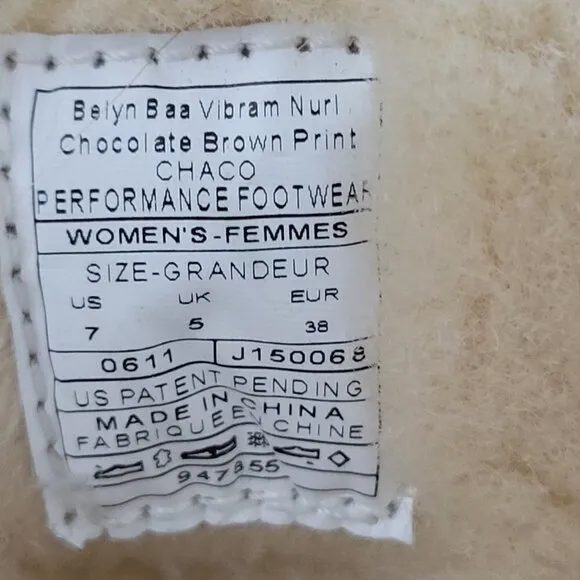 Belyn Baa Vibram Nurl
Chocolate Brown Print
CHACO
PERFORMANCE FOOTWEAR
WOMEN'S-FEMMES
SIZE-GRANDEUR
US UK EUR
7 5 38
0611 J150068
US PATENT PENDING
MADE IN CHINA
FABRIQUE EN CHINE
947855